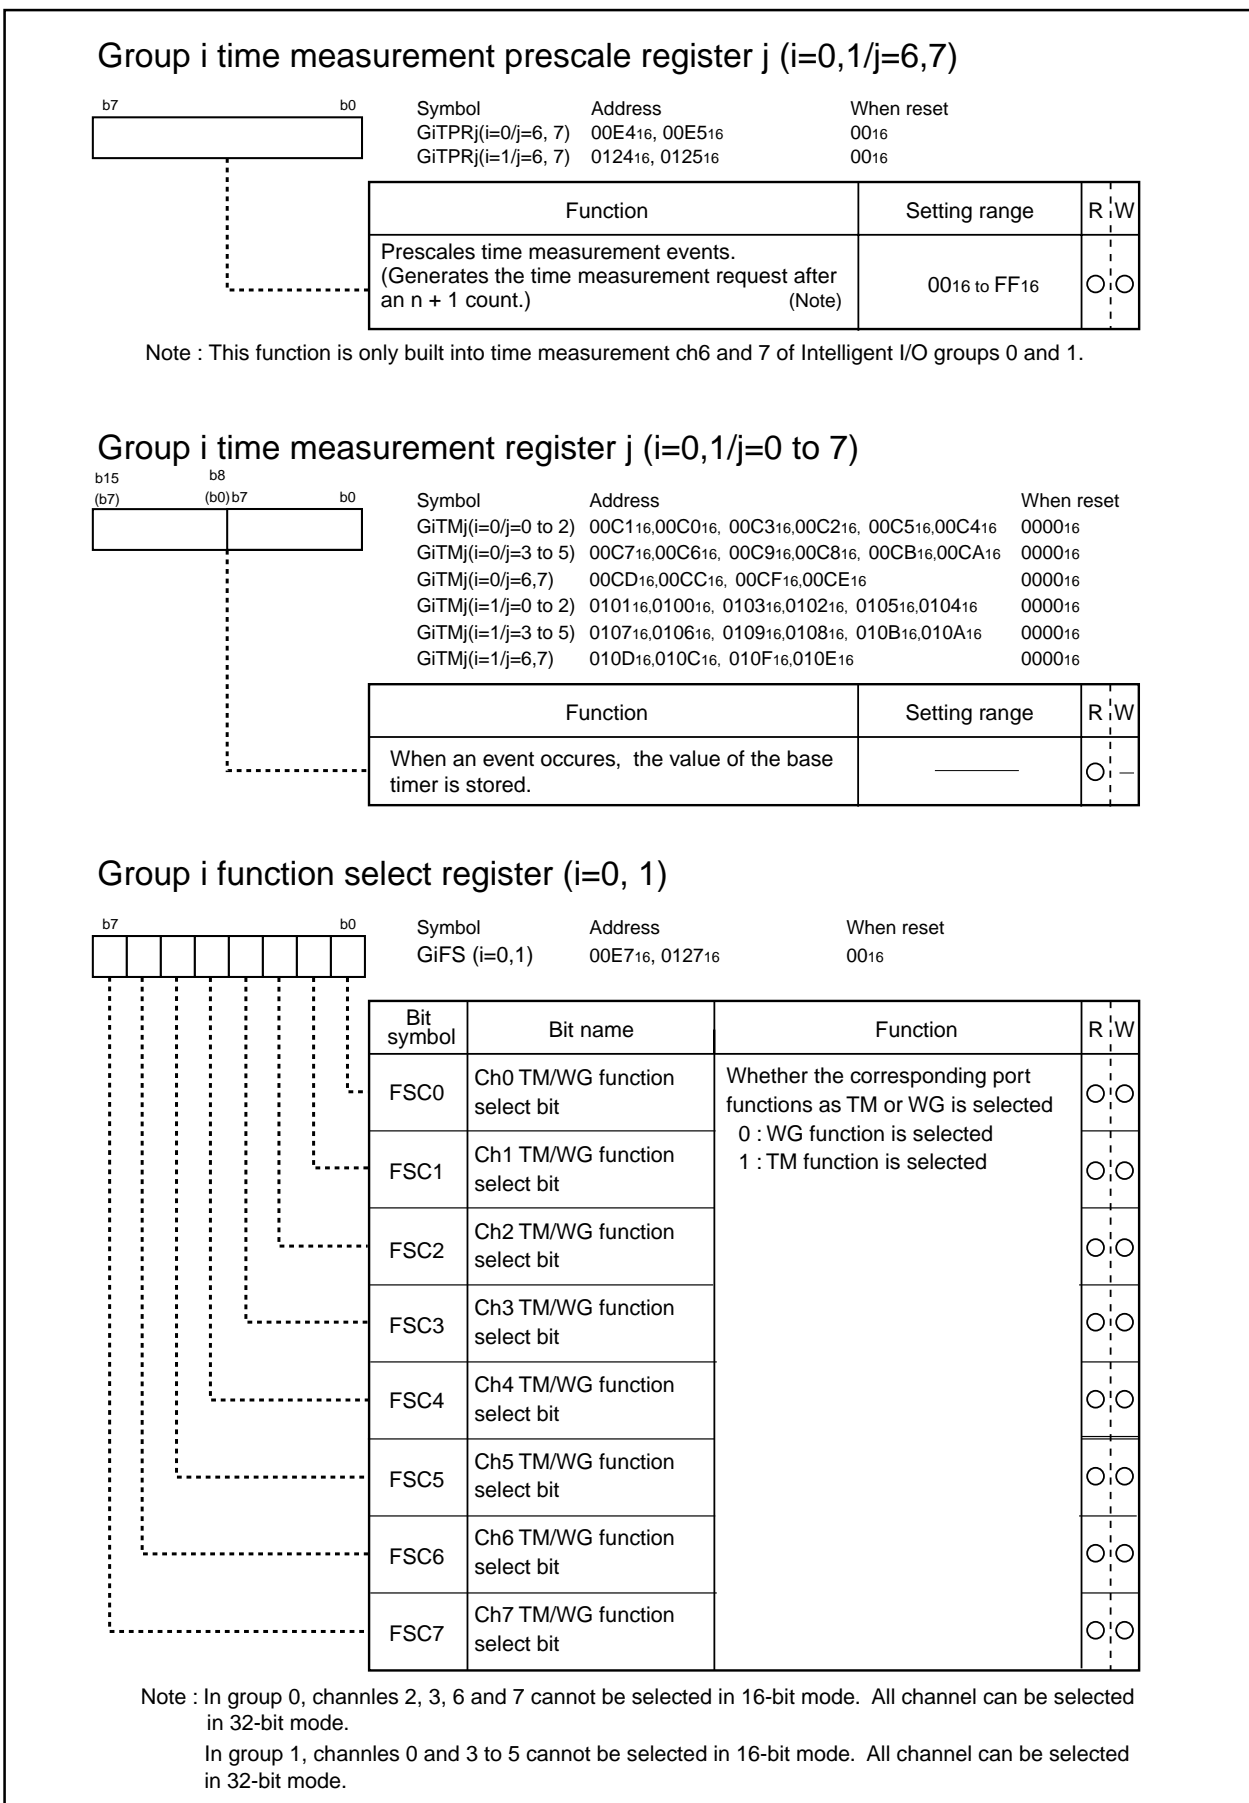 Group i time measurement prescale register j (i=0,1/j=6,7)
b7 b0 Symbol Address When reset
GiTPRj(i=0/j=6, 7) 00E416, 00E516 0016
GiTPRj(i=1/j=6, 7) 012416, 012516 0016
Function Setting range R W
Prescales time measurement events.
(Generates the time measurement request after
an n + 1 count.) (Note)
0016 to FF16
Note : This function is only built into time measurement ch6 and 7 of Intelligent I/O groups 0 and 1.
Group i time measurement register j (i=0,1/j=0 to 7)
b15 b8
(b7) (b0) b7 b0
Symbol Address When reset
GiTMj(i=0/j=0 to 2) 00C116,00C016, 00C316,00C216, 00C516,00C416 000016
GiTMj(i=0/j=3 to 5) 00C716,00C616, 00C916,00C816, 00CB16,00CA16 000016
GiTMj(i=0/j=6,7) 00CD16,00CC16, 00CF16,00CE16 000016
GiTMj(i=1/j=0 to 2) 010116,010016, 010316,010216, 010516,010416 000016
GiTMj(i=1/j=3 to 5) 010716,010616, 010916,010816, 010B16,010A16 000016
GiTMj(i=1/j=6,7) 010D16,010C16, 010F16,010E16 000016
Function Setting range R W
When an event occures, the value of the base
timer is stored.
Group i function select register (i=0, 1)
b7 b0 Symbol Address When reset
GiFS (i=0,1) 00E716, 012716 0016
Bit
symbol
Bit name Function R W
FSC0
Ch0 TM/WG function
select bit
Whether the corresponding port
functions as TM or WG is selected
0 : WG function is selected
1 : TM function is selected
FSC1
Ch1 TM/WG function
select bit
FSC2
Ch2 TM/WG function
select bit
FSC3
Ch3 TM/WG function
select bit
FSC4
Ch4 TM/WG function
select bit
FSC5
Ch5 TM/WG function
select bit
FSC6
Ch6 TM/WG function
select bit
FSC7
Ch7 TM/WG function
select bit
Note : In group 0, channles 2, 3, 6 and 7 cannot be selected in 16-bit mode. All channel can be selected
in 32-bit mode.
In group 1, channles 0 and 3 to 5 cannot be selected in 16-bit mode. All channel can be selected
in 32-bit mode.